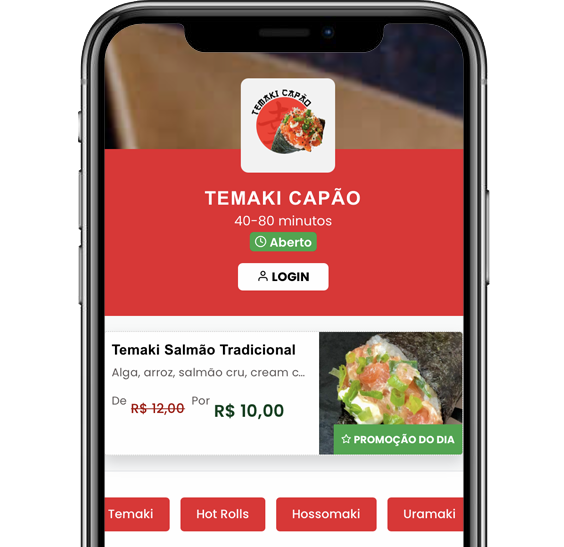 TEMAKI CAPÃO
TEMAKI CAPÃO
40-80 minutos
Aberto
LOGIN
Temaki Salmão Tradicional
Alga, arroz, salmão cru, cream c...
De R$ 12,00 Por R$ 10,00
PROMOÇÃO DO DIA
Temaki Hot Rolls Hossomaki Uramaki